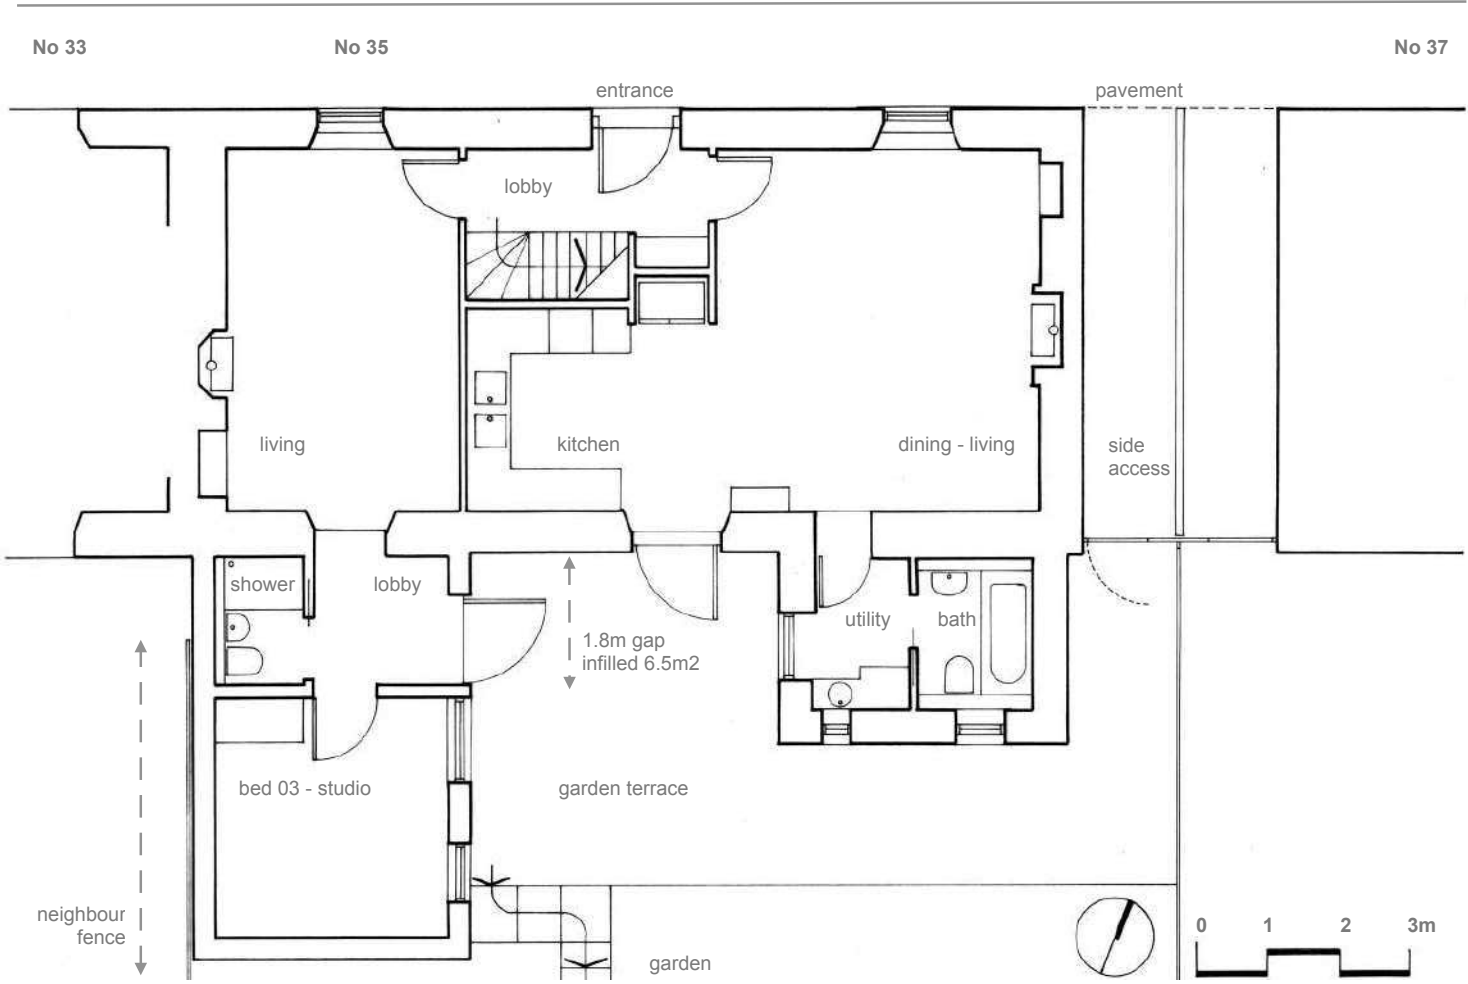 No 33
No 35
No 37
entrance
pavement
lobby
living
kitchen
dining - living
side
access
shower
lobby
1.8m gap
infilled 6.5m2
utility
bath
bed 03 - studio
garden terrace
neighbour
fence
garden
0 1 2 3m